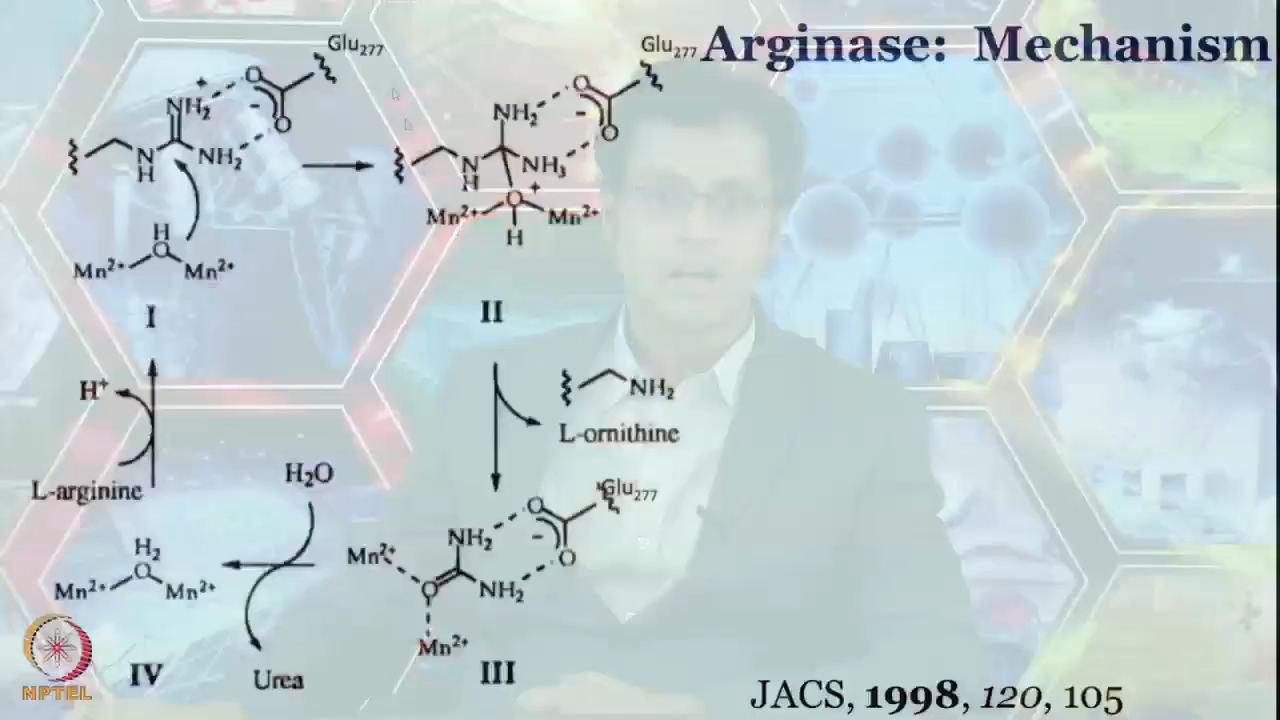 Arginase: Mechanism
Glu277
+
NH2
O
-
O
N
H
NH2
H
O
Mn2+ Mn2+
I
Glu277
NH2
O
-
O
N
H
NH3
+
O
Mn2+ Mn2+
H
II
H+
L-arginine
NH2
L-ornithine
H2O
Glu277
O
-
O
NH2
Mn2+
O
NH2
Mn2+
III
H2
O
Mn2+ Mn2+
IV
Urea
NPTEL
JACS, 1998, 120, 105